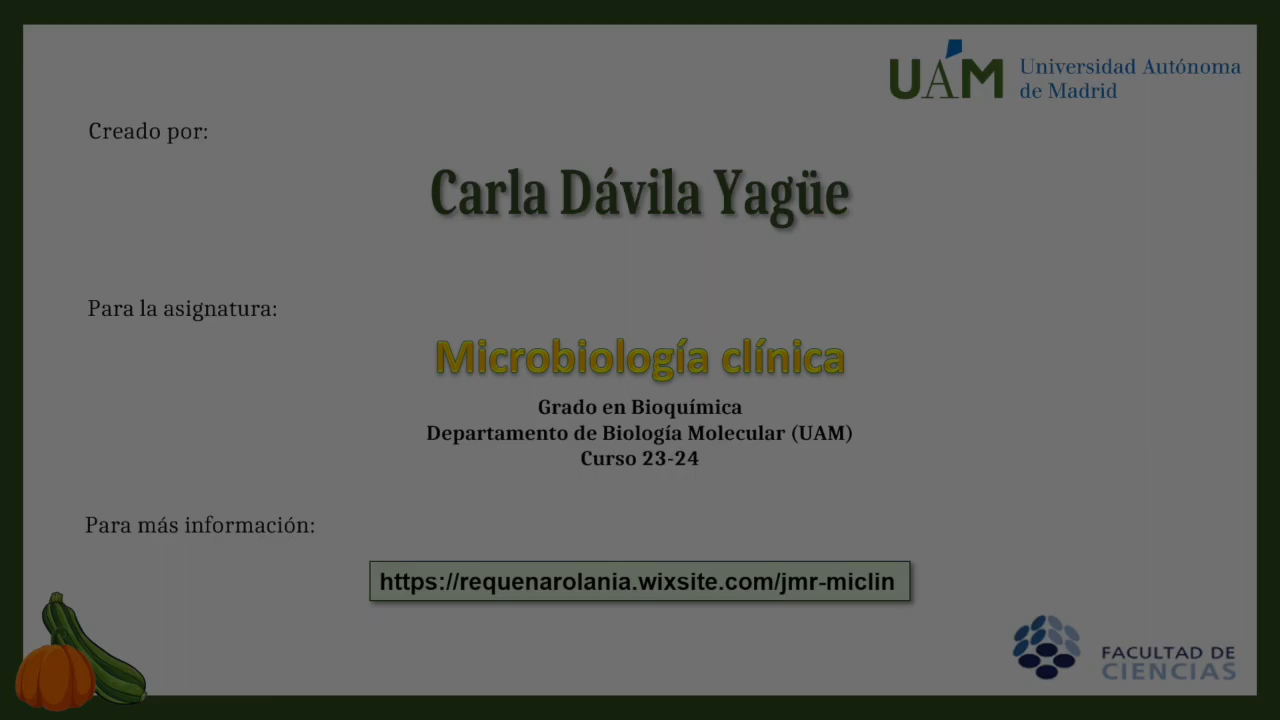 UAM Universidad Autónoma
de Madrid
Creado por:
Carla Dávila Yagüe
Para la asignatura:
Microbiología clínica
Grado en Bioquímica
Departamento de Biología Molecular (UAM)
Curso 23-24
Para más información:
https://requenarolania.wixsite.com/jmr-miclin
FACULTAD DE
CIENCIAS